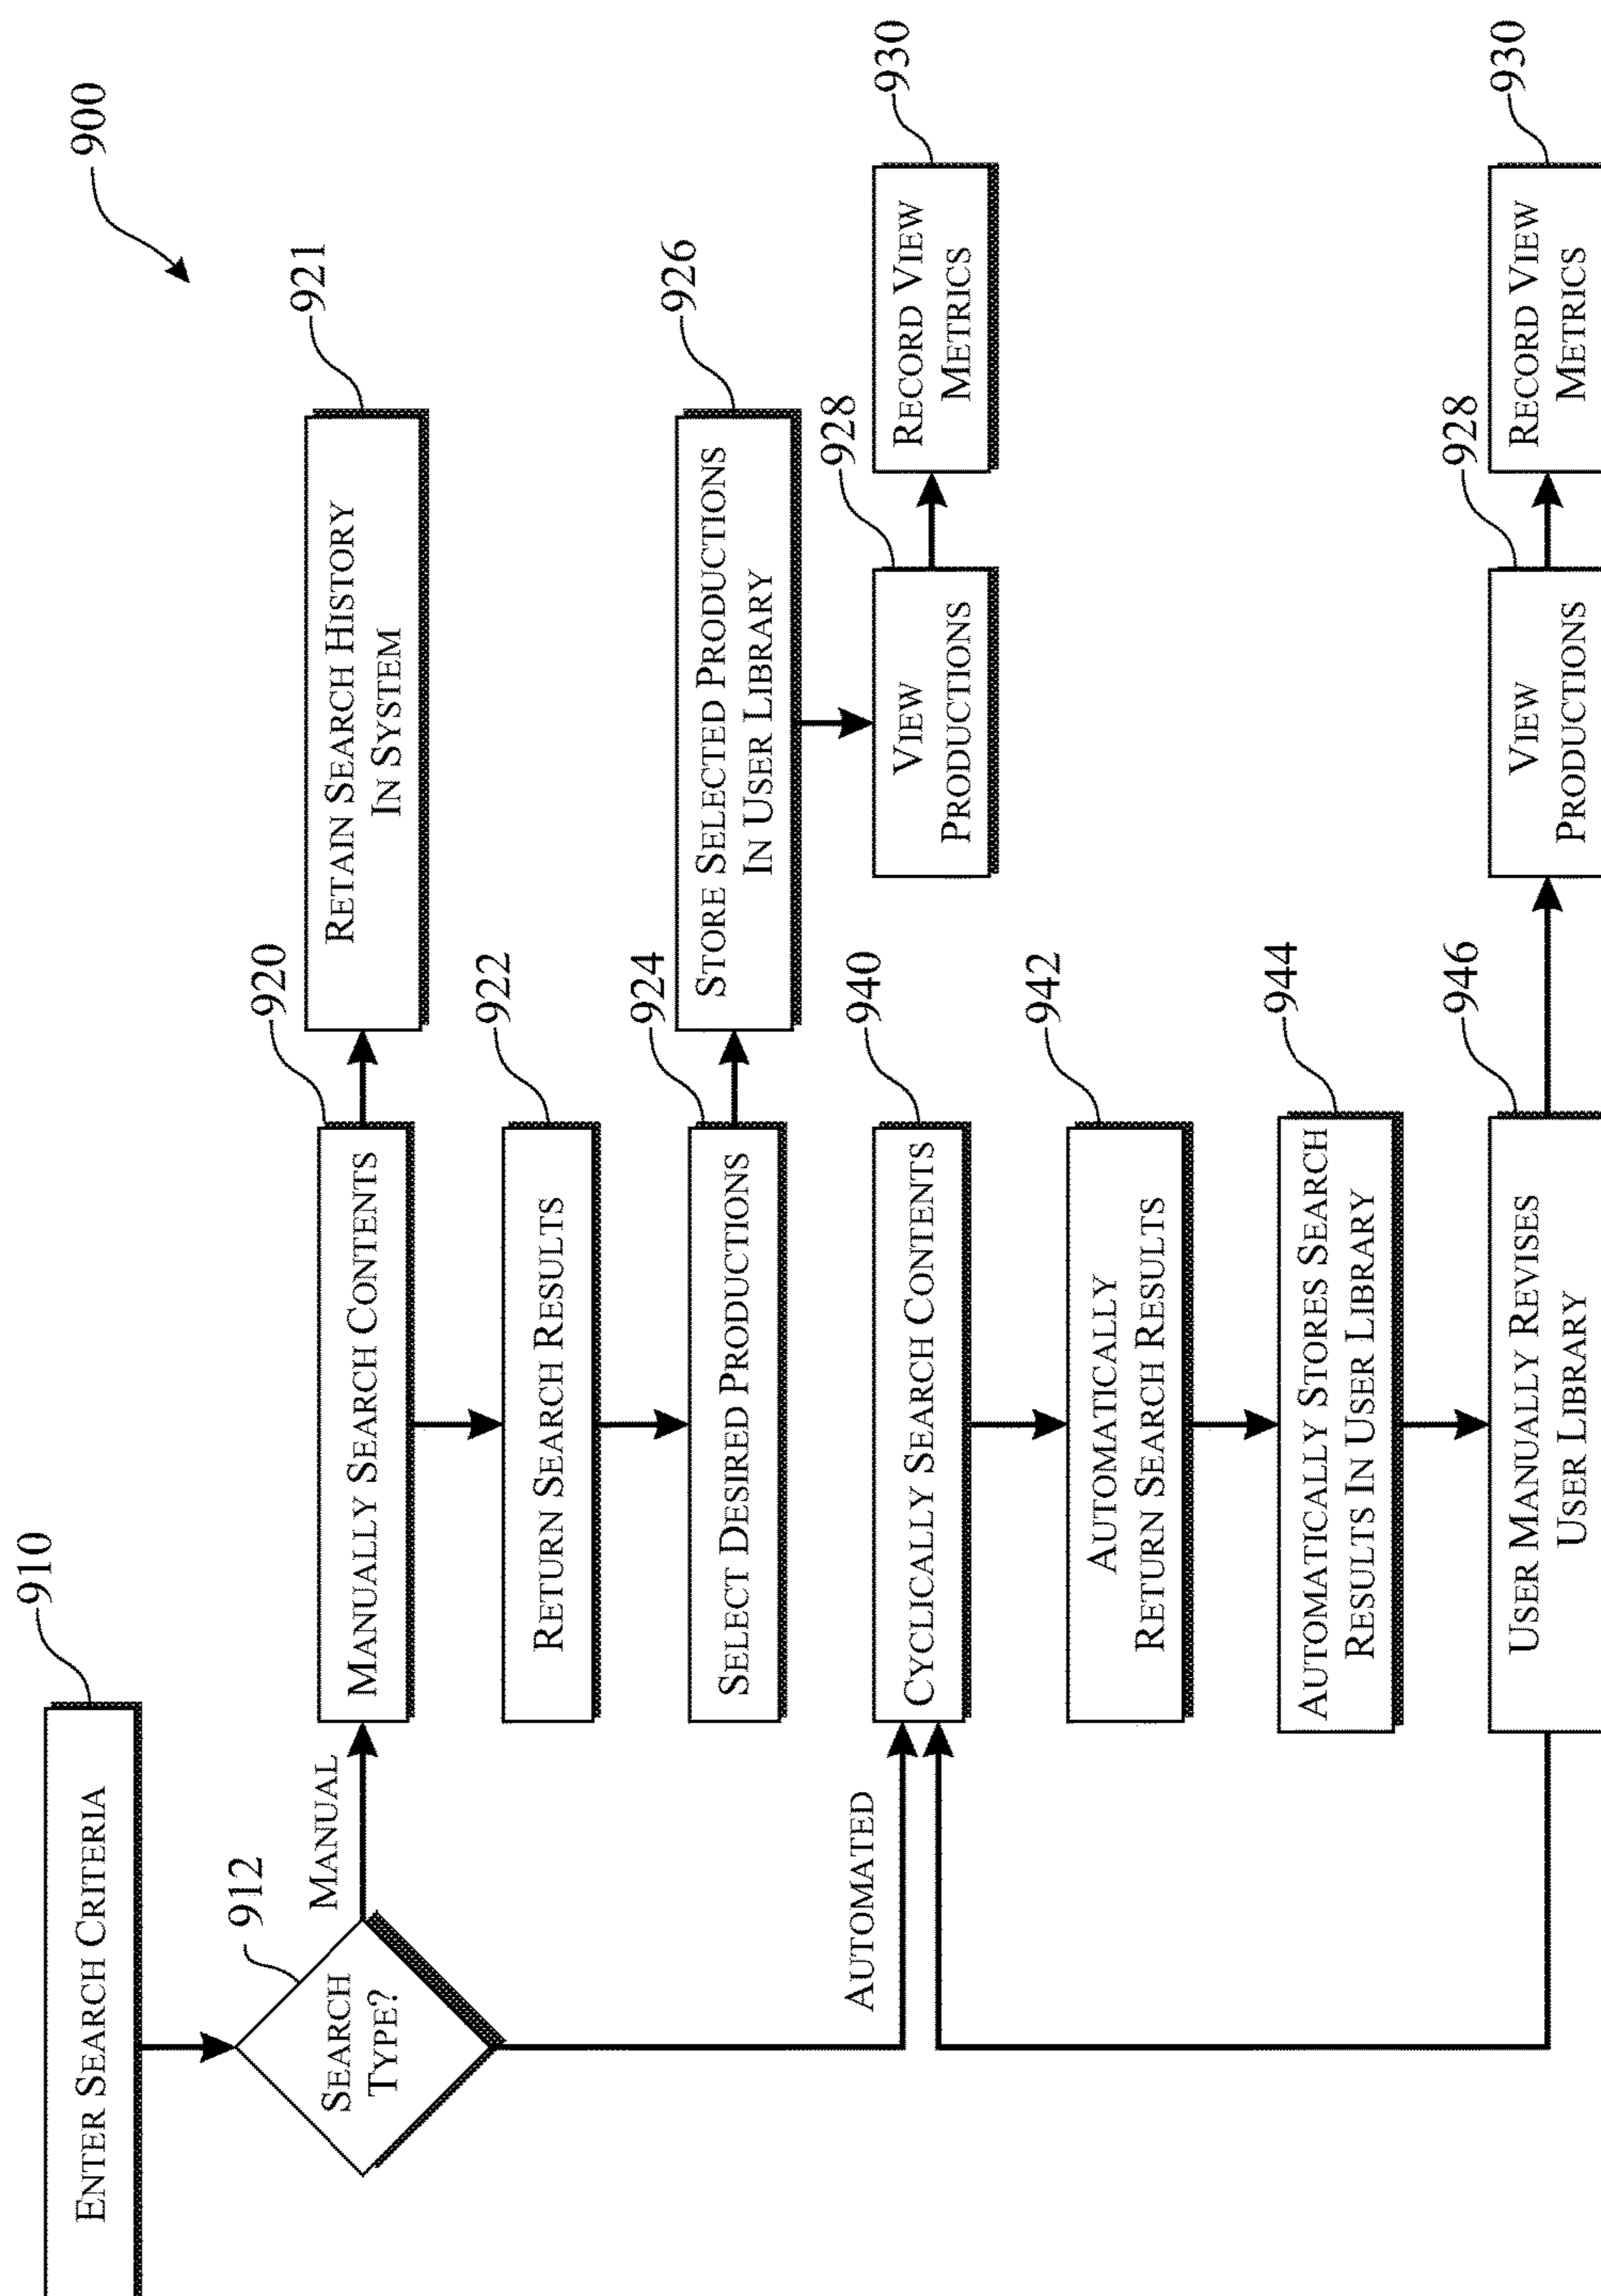 900
910
ENTER SEARCH CRITERIA
912
SEARCH
TYPE?
MANUAL
920
MANUALLY SEARCH CONTENTS
921
RETAIN SEARCH HISTORY
IN SYSTEM
922
RETURN SEARCH RESULTS
924
SELECT DESIRED PRODUCTIONS
926
STORE SELECTED PRODUCTIONS
IN USER LIBRARY
928
VIEW
PRODUCTIONS
930
RECORD VIEW
METRICS
AUTOMATED
940
CYCLICALLY SEARCH CONTENTS
942
AUTOMATICALLY
RETURN SEARCH RESULTS
944
AUTOMATICALLY STORES SEARCH
RESULTS IN USER LIBRARY
946
USER MANUALLY REVISES
USER LIBRARY
928
VIEW
PRODUCTIONS
930
RECORD VIEW
METRICS